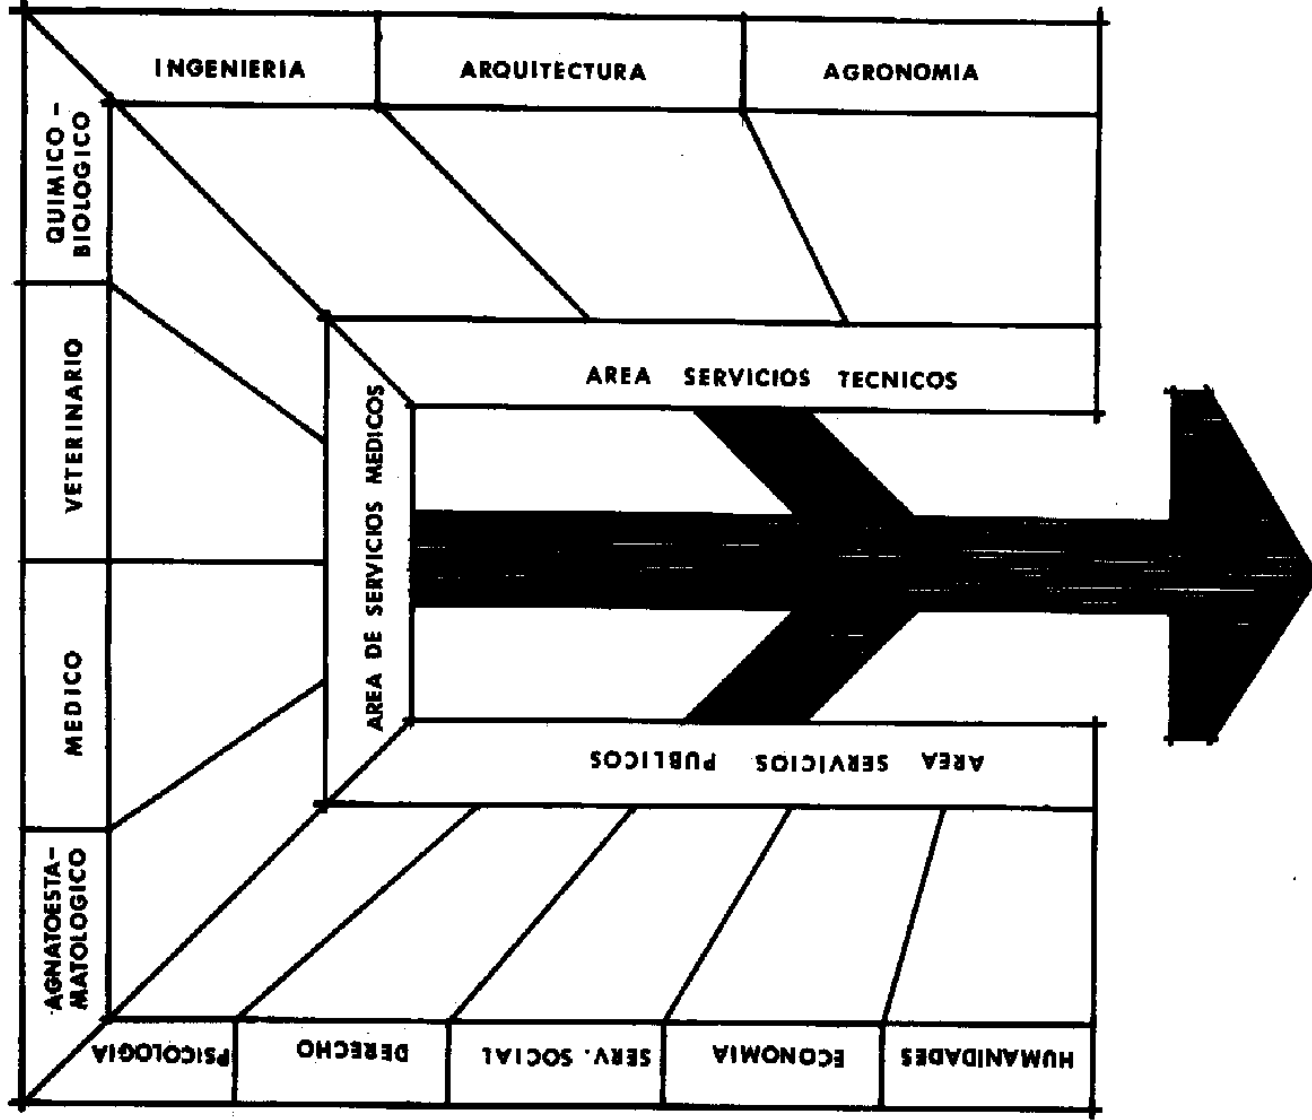 INGENIERIA
ARQUITECTURA
AGRONOMIA
QUIMICO-
BIOLOGICO
VETERINARIO
MEDICO
AGNATOESTA-
MATOLOGICO
AREA SERVICIOS TECNICOS
AREA DE SERVICIOS MEDICOS
AREA SERVICIOS PUBLICOS
PSICOLOGIA
DERECHO
SERV. SOCIAL
ECONOMIA
HUMANIDADES